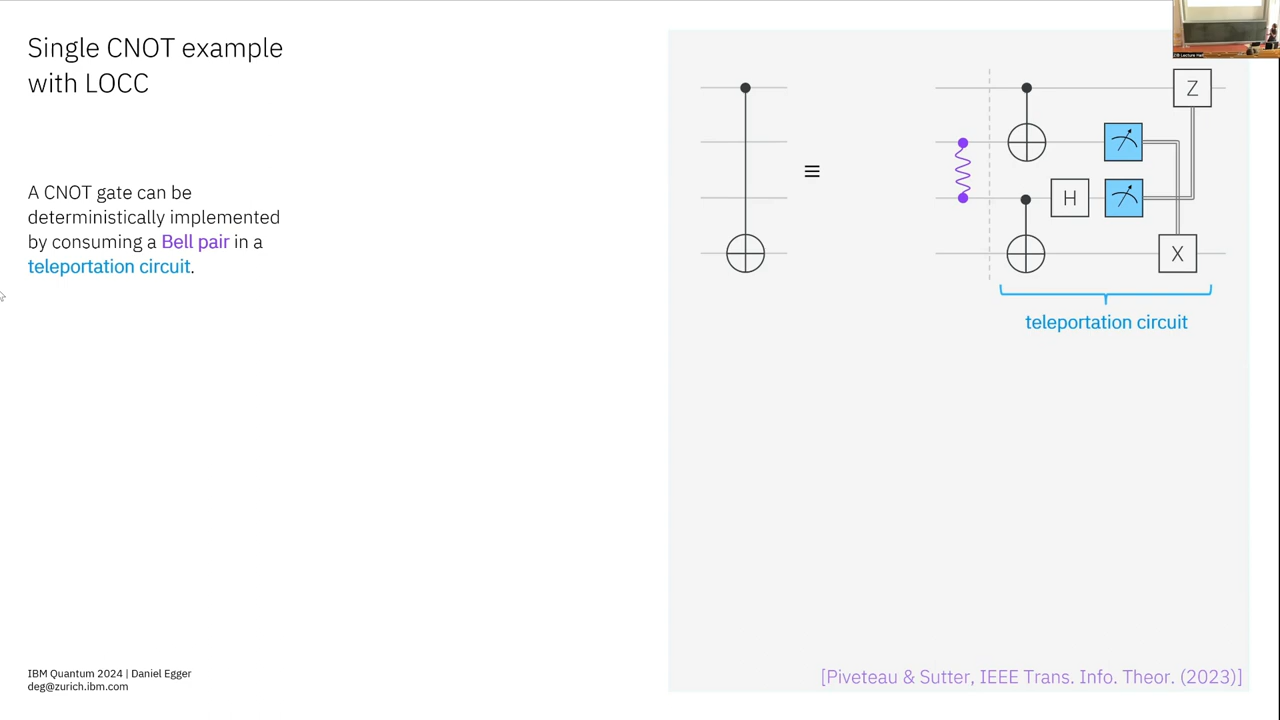 Single CNOT example
with LOCC
A CNOT gate can be
deterministically implemented
by consuming a Bell pair in a
teleportation circuit.
≡
Z
H
X
teleportation circuit
IBM Quantum 2024 | Daniel Egger
deg@zurich.ibm.com
[Piveteau & Sutter, IEEE Trans. Info. Theor. (2023)]